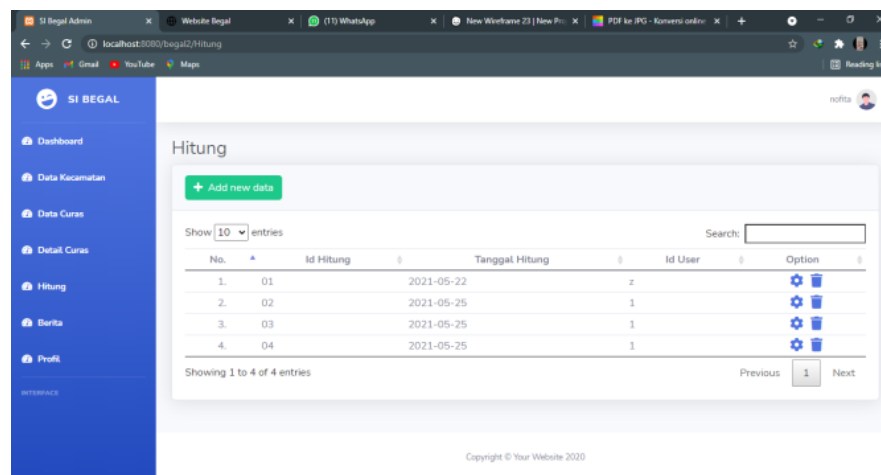 SI Begal Admin
Website Begal
(11) WhatsApp
New Wireframe 23 | New Pro
PDF ke JPG - Konversi online
localhost:8080/begal2/Hitung
Apps Gmail YouTube Maps
Reading li
SI BEGAL
nofita
Dashboard
Data Kecamatan
Data Curas
Detail Curas
Hitung
Berita
Profil
INTERFACE
Hitung
Add new data
Show 10 entries
Search:
No. Id Hitung Tanggal Hitung Id User Option
1. 01 2021-05-22 z
2. 02 2021-05-25 1
3. 03 2021-05-25 1
4. 04 2021-05-25 1
Showing 1 to 4 of 4 entries
Previous 1 Next
Copyright © Your Website 2020